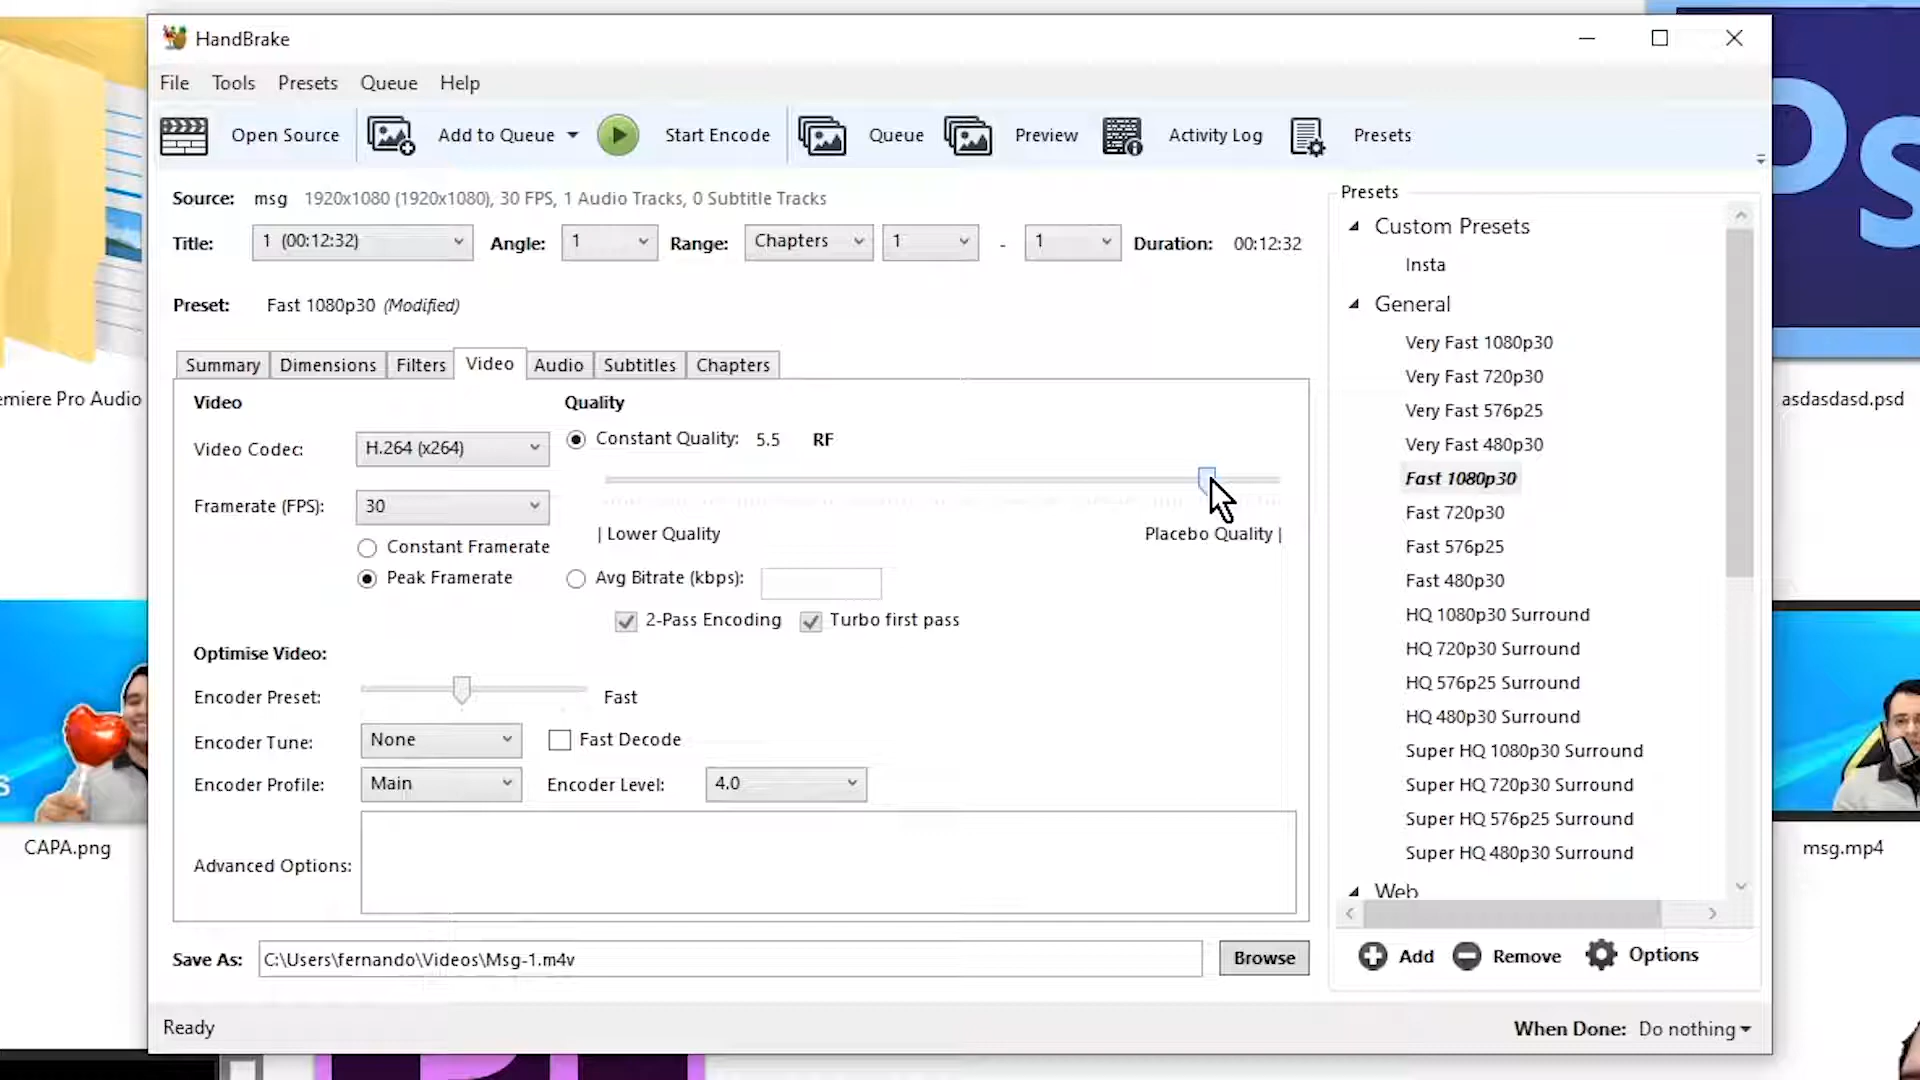 HandBrake
File Tools Presets Queue Help
Open Source Add to Queue Start Encode Queue Preview Activity Log Presets
Source: msg 1920x1080 (1920x1080), 30 FPS, 1 Audio Tracks, 0 Subtitle Tracks
Title: 1 (00:12:32) Angle: 1 Range: Chapters 1 - 1 Duration: 00:12:32
Preset: Fast 1080p30 (Modified)
Summary Dimensions Filters Video Audio Subtitles Chapters
Video
Video Codec: H.264 (x264)
Framerate (FPS): 30
Constant Framerate
Peak Framerate
Quality
Constant Quality: 5.5 RF
| Lower Quality Placebo Quality |
Avg Bitrate (kbps):
2-Pass Encoding Turbo first pass
Optimise Video:
Encoder Preset: Fast
Encoder Tune: None Fast Decode
Encoder Profile: Main Encoder Level: 4.0
Advanced Options:
Save As: C:\Users\fernando\Videos\Msg-1.m4v Browse
Presets
Custom Presets
Insta
General
Very Fast 1080p30
Very Fast 720p30
Very Fast 576p25
Very Fast 480p30
Fast 1080p30
Fast 720p30
Fast 576p25
Fast 480p30
HQ 1080p30 Surround
HQ 720p30 Surround
HQ 576p25 Surround
HQ 480p30 Surround
Super HQ 1080p30 Surround
Super HQ 720p30 Surround
Super HQ 576p25 Surround
Super HQ 480p30 Surround
Web
Add Remove Options
Ready When Done: Do nothing
emiere Pro Audio
CAPA.png
Ps
asdasdasd.psd
msg.mp4